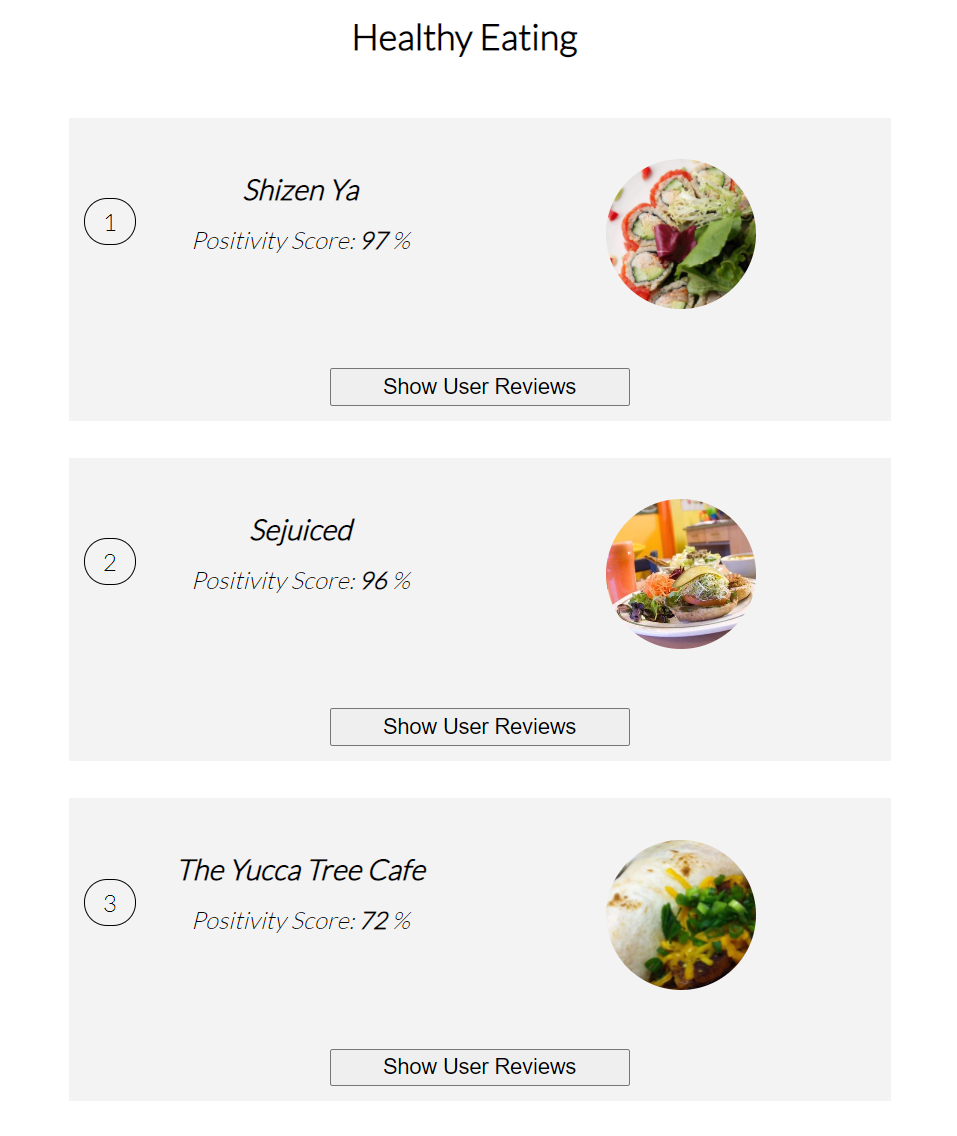 Healthy Eating
1
Shizen Ya
Positivity Score: 97 %
Show User Reviews
2
Sejuiced
Positivity Score: 96 %
Show User Reviews
3
The Yucca Tree Cafe
Positivity Score: 72 %
Show User Reviews